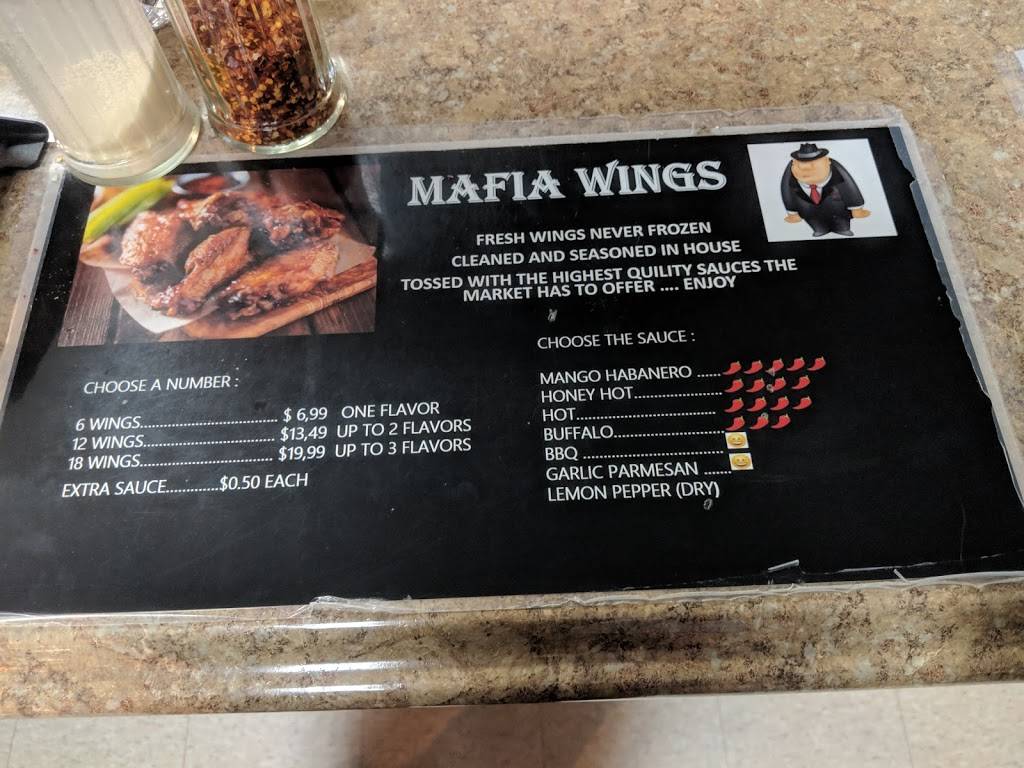 MAFIA WINGS
FRESH WINGS NEVER FROZEN
CLEANED AND SEASONED IN HOUSE
TOSSED WITH THE HIGHEST QUILITY SAUCES THE
MARKET HAS TO OFFER .... ENJOY
CHOOSE A NUMBER :
6 WINGS............................ $ 6,99 ONE FLAVOR
12 WINGS.......................... $13,49 UP TO 2 FLAVORS
18 WINGS.......................... $19,99 UP TO 3 FLAVORS
EXTRA SAUCE.............$0.50 EACH
CHOOSE THE SAUCE :
MANGO HABANERO ......
HONEY HOT......................
HOT..................................
BUFFALO...........................
BBQ ..................................
GARLIC PARMESAN ......
LEMON PEPPER (DRY)